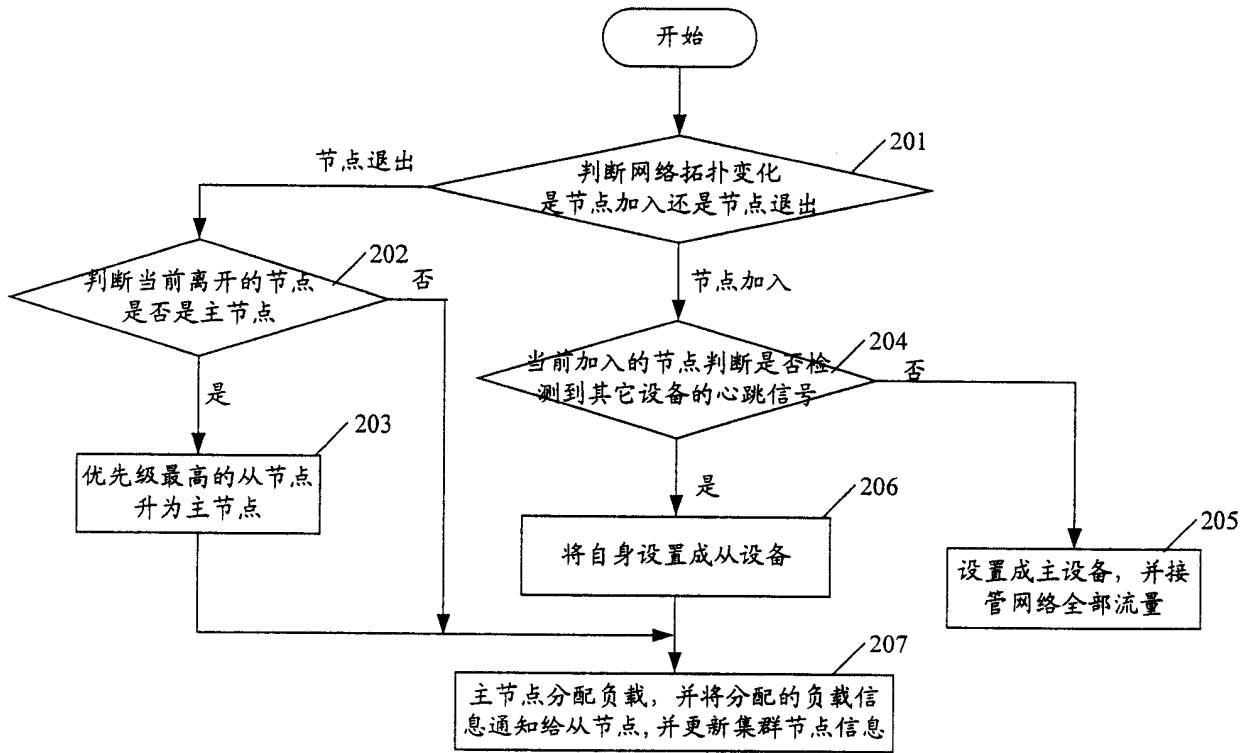 开始
201
节点退出
判断网络拓扑变化
是节点加入还是节点退出
202
判断当前离开的节点
是否是主节点
否
节点加入
204
当前加入的节点判断是否检
测到其它设备的心跳信号
否
是
203
优先级最高的从节点
升为主节点
是
206
将自身设置成从设备
205
设置成主设备，并接
管网络全部流量
207
主节点分配负载，并将分配的负载信
息通知给从节点，并更新集群节点信息